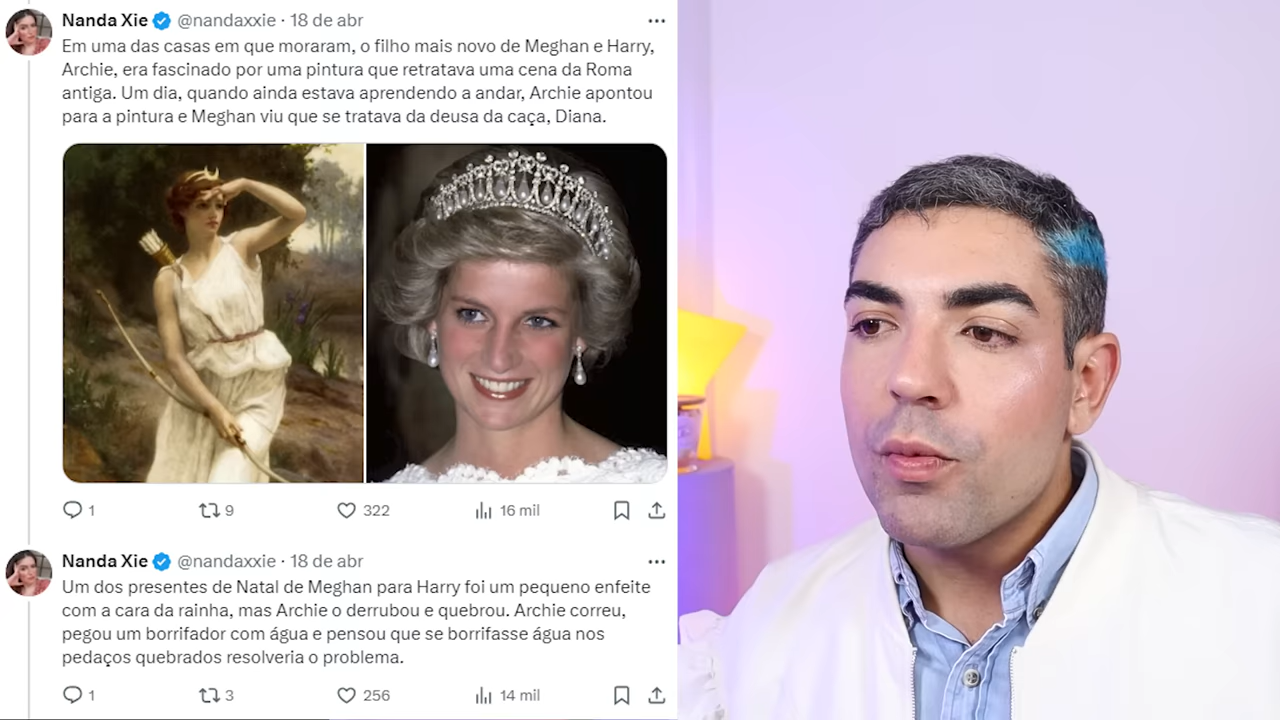 Nanda Xie @nandaxxie · 18 de abr
Em uma das casas em que moraram, o filho mais novo de Meghan e Harry,
Archie, era fascinado por uma pintura que retratava uma cena da Roma
antiga. Um dia, quando ainda estava aprendendo a andar, Archie apontou
para a pintura e Meghan viu que se tratava da deusa da caça, Diana.
1 9 322 16 mil
Nanda Xie @nandaxxie · 18 de abr
Um dos presentes de Natal de Meghan para Harry foi um pequeno enfeite
com a cara da rainha, mas Archie o derrubou e quebrou. Archie correu,
pegou um borrifador com água e pensou que se borrifasse água nos
pedaços quebrados resolveria o problema.
1 3 256 14 mil